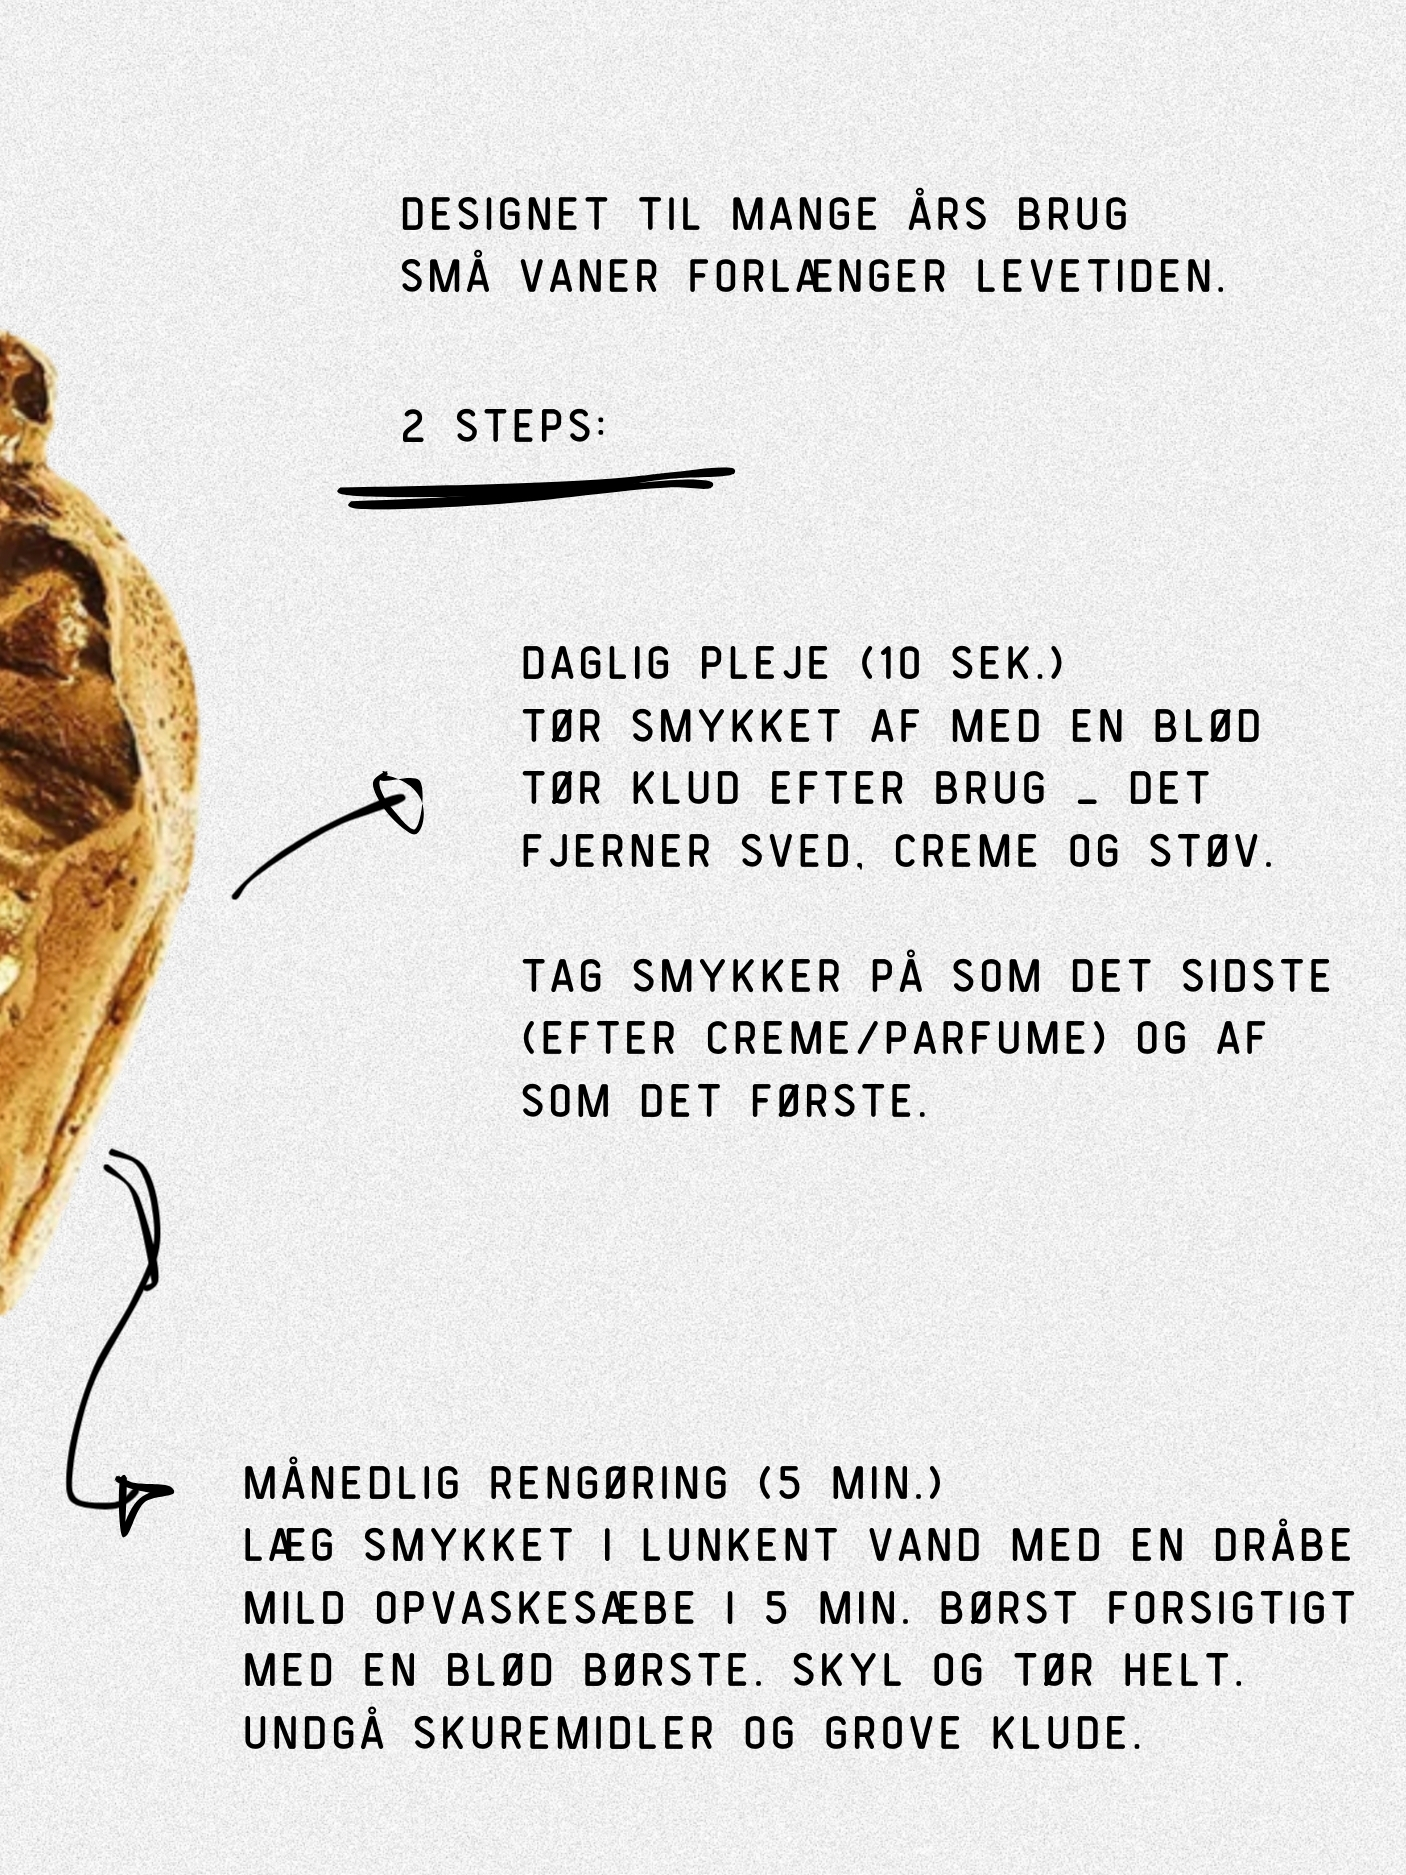 DESIGNET TIL MANGE ÅRS BRUG
SMÅ VANER FORLÆNGER LEVETIDEN.
2 STEPS:
DAGLIG PLEJE (10 SEK.)
TØR SMYKKET AF MED EN BLØD
TØR KLUD EFTER BRUG – DET
FJERNER SVED, CREME OG STØV.
TAG SMYKKER PÅ SOM DET SIDSTE
(EFTER CREME/PARFUME) OG AF
SOM DET FØRSTE.
MÅNEDLIG RENGØRING (5 MIN.)
LÆG SMYKKET I LUNKENT VAND MED EN DRÅBE
MILD OPVASKESÆBE I 5 MIN. BØRST FORSIGTIGT
MED EN BLØD BØRSTE. SKYL OG TØR HELT.
UNDGÅ SKUREMIDLER OG GROVE KLUDE.